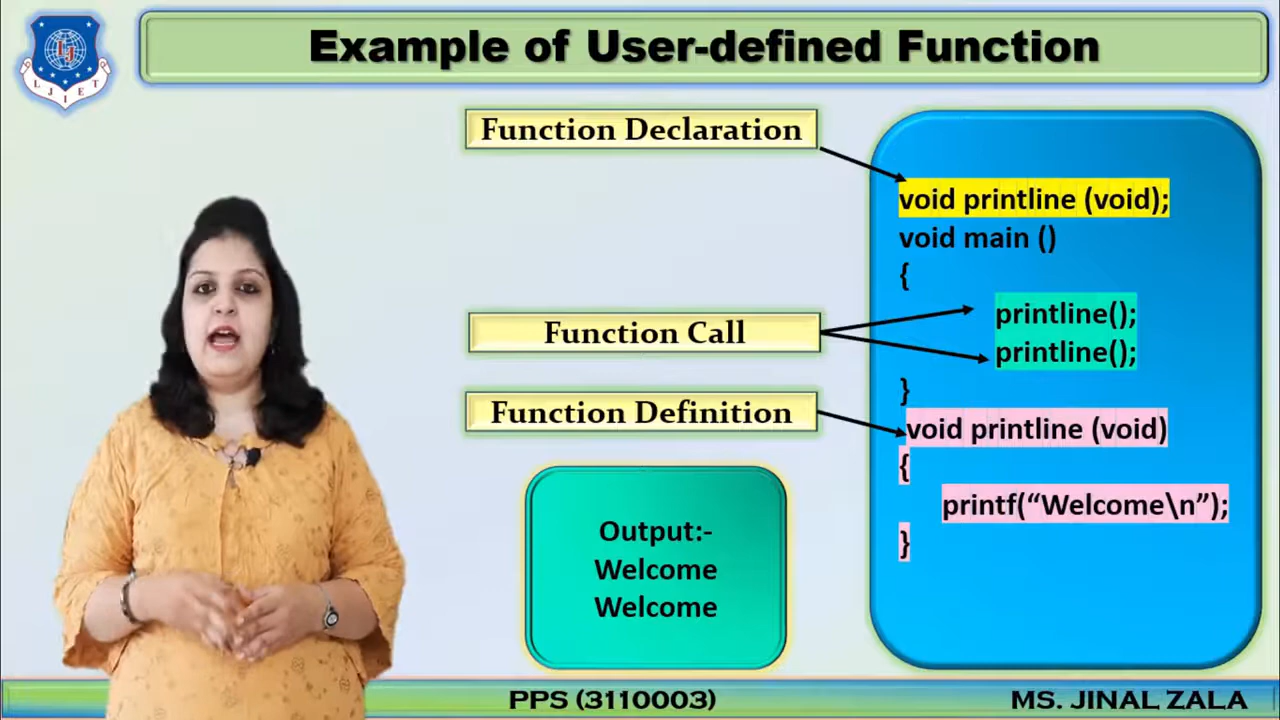 Example of User-defined Function
LJIET
Function Declaration
void printline (void);
void main ()
{
Function Call
printline();
printline();
}
Function Definition
void printline (void)
{
printf(“Welcome\n”);
}
Output:-
Welcome
Welcome
PPS (3110003)
MS. JINAL ZALA